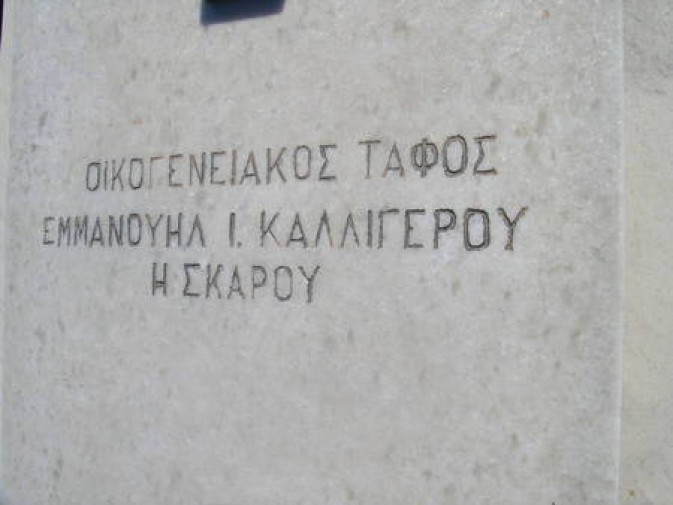 ΟΙΚΟΓΕΝΕΙΑΚΟΣ ΤΑΦΟΣ
ΕΜΜΑΝΟΥΗΛ Ι. ΚΑΛΛΙΓΕΡΟΥ
Η ΣΚΑΡΟΥ